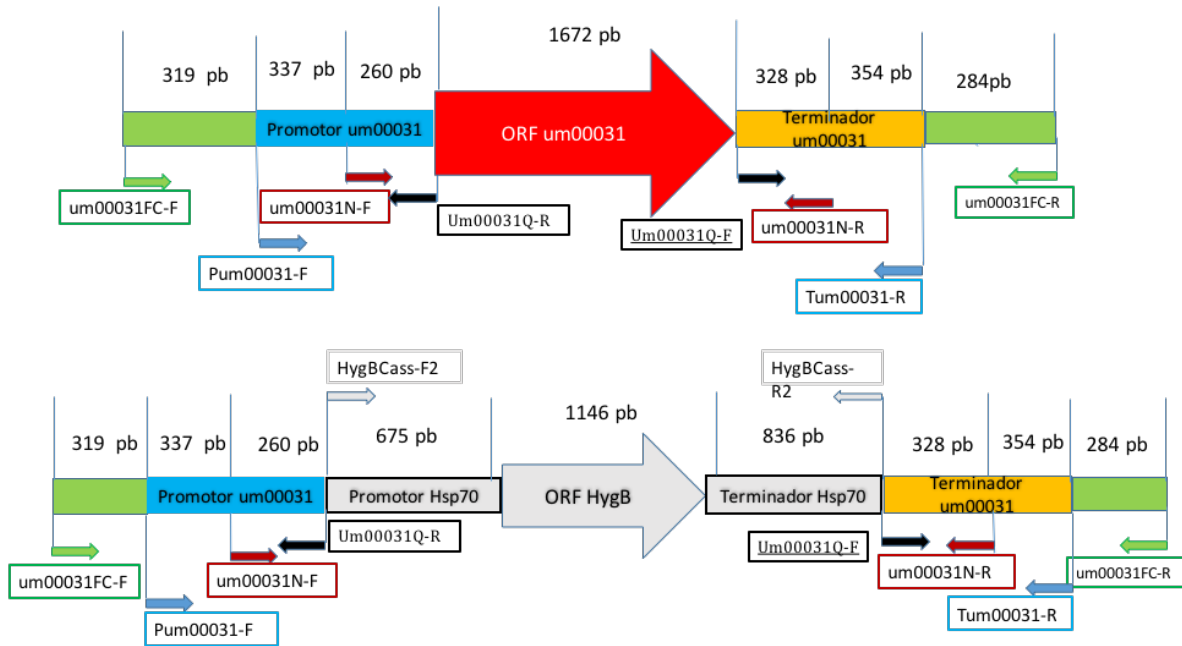 1672 pb
319 pb
337 pb
260 pb
328 pb
354 pb
284pb
Promotor um00031
ORF um00031
Terminador
um00031
um00031FC-F
um00031N-F
Um00031Q-R
Um00031Q-F
um00031N-R
um00031FC-R
Pum00031-F
Tum00031-R
HygBCass-F2
HygBCass-
R2
1146 pb
319 pb
337 pb
260 pb
675 pb
836 pb
328 pb
354 pb
284 pb
Promotor um00031
Promotor Hsp70
ORF HygB
Terminador Hsp70
Terminador
um00031
Um00031Q-R
Um00031Q-F
um00031FC-F
um00031N-F
um00031N-R
um00031FC-R
Pum00031-F
Tum00031-R